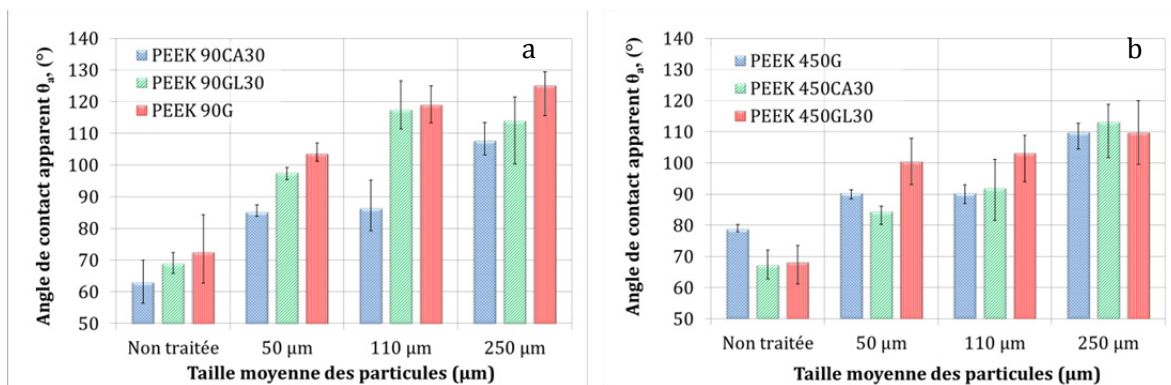 140
130
120
110
100
90
80
70
60
50
Angle de contact apparent θa, (°)
a
PEEK 90CA30
PEEK 90GL30
PEEK 90G
Non traitée 50 µm 110 µm 250 µm
Taille moyenne des particules (µm)
140
130
120
110
100
90
80
70
60
50
Angle de contact apparent θa, (°)
b
PEEK 450G
PEEK 450CA30
PEEK 450GL30
Non traitée 50 µm 110 µm 250 µm
Taille moyenne des particules (µm)